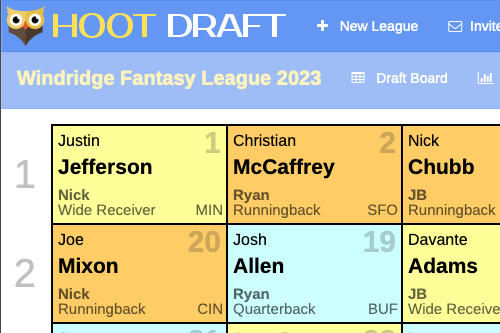 HOOT DRAFT
New League
Invite
Windridge Fantasy League 2023
Draft Board
1
Justin 1
Jefferson
Nick
Wide Receiver MIN
Christian 2
McCaffrey
Ryan
Runningback SFO
Nick
Chubb
JB
Runningback
2
Joe 20
Mixon
Nick
Runningback CIN
Josh 19
Allen
Ryan
Quarterback BUF
Davante
Adams
JB
Wide Receive